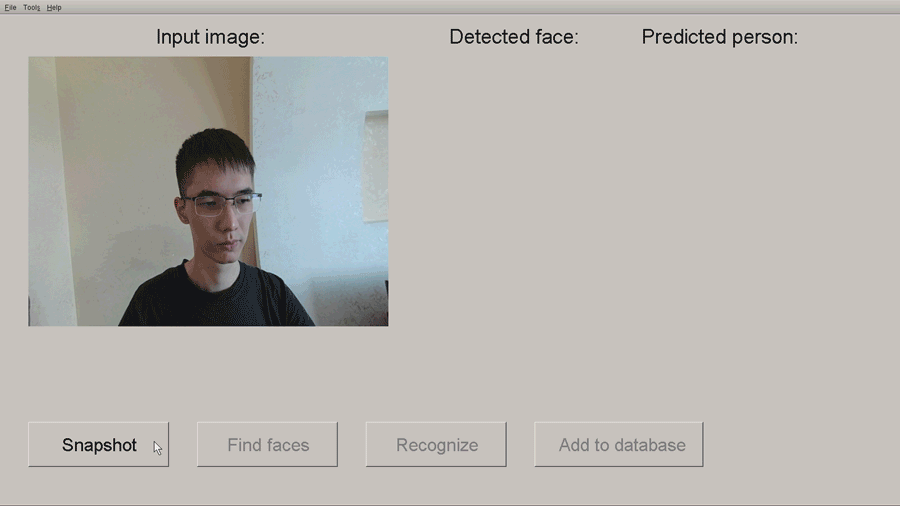 File Tools Help
Input image: Detected face: Predicted person:
Snapshot Find faces Recognize Add to database